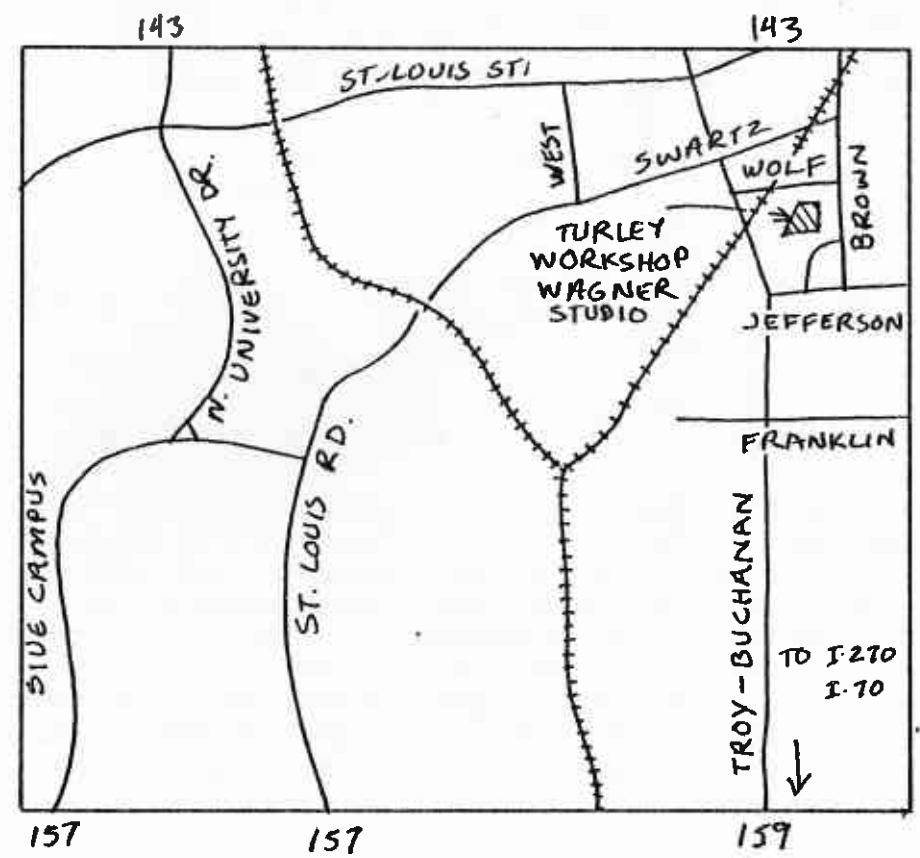 143
143
ST. LOUIS ST.
WEST
SWARTZ
WOLF
BROWN
N. UNIVERSITY DR.
TURLEY
WORKSHOP
WAGNER
STUDIO
JEFFERSON
FRANKLIN
SIUE CAMPUS
ST. LOUIS RD.
TROY-BUCHANAN
TO I-270
I-70
157
157
159